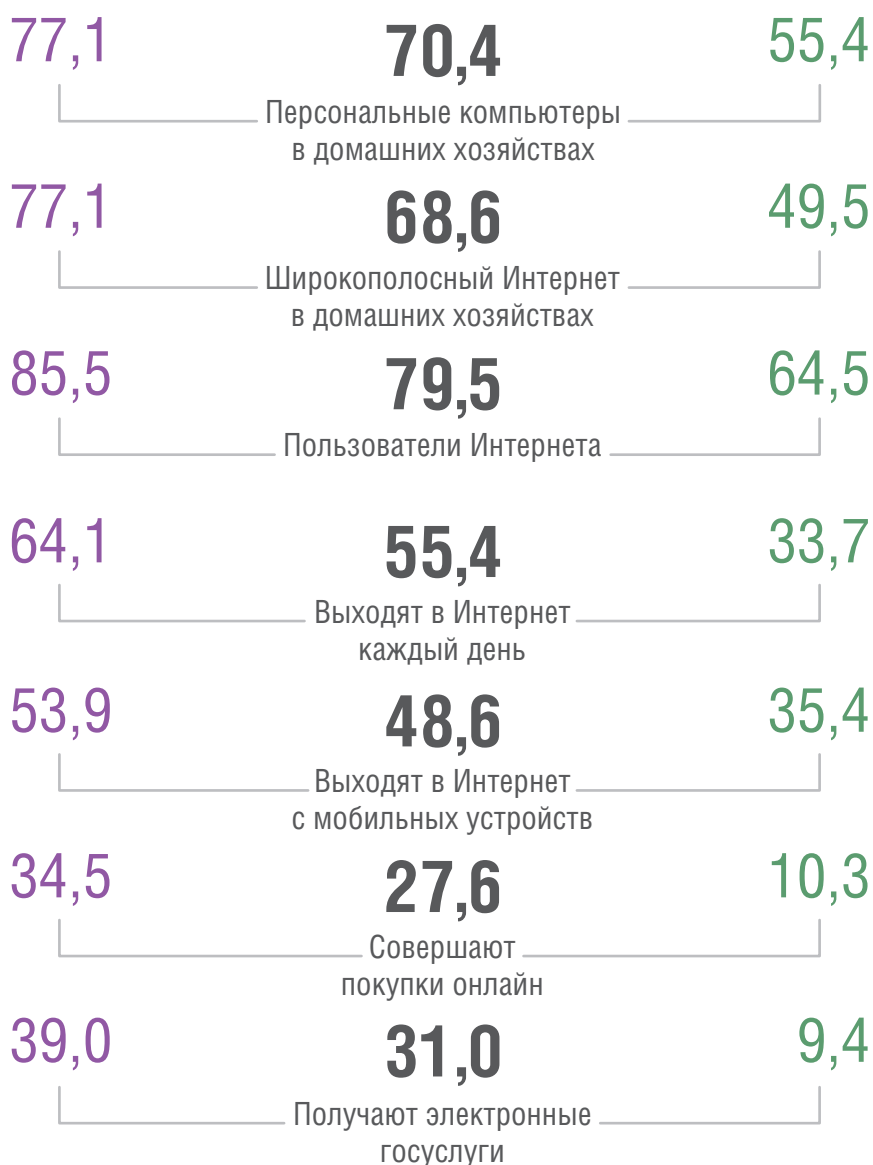 77,1 70,4 55,4
Персональные компьютеры
в домашних хозяйствах
77,1 68,6 49,5
Широкополосный Интернет
в домашних хозяйствах
85,5 79,5 64,5
Пользователи Интернета
64,1 55,4 33,7
Выходят в Интернет
каждый день
53,9 48,6 35,4
Выходят в Интернет
с мобильных устройств
34,5 27,6 10,3
Совершают
покупки онлайн
39,0 31,0 9,4
Получают электронные
госуслуги